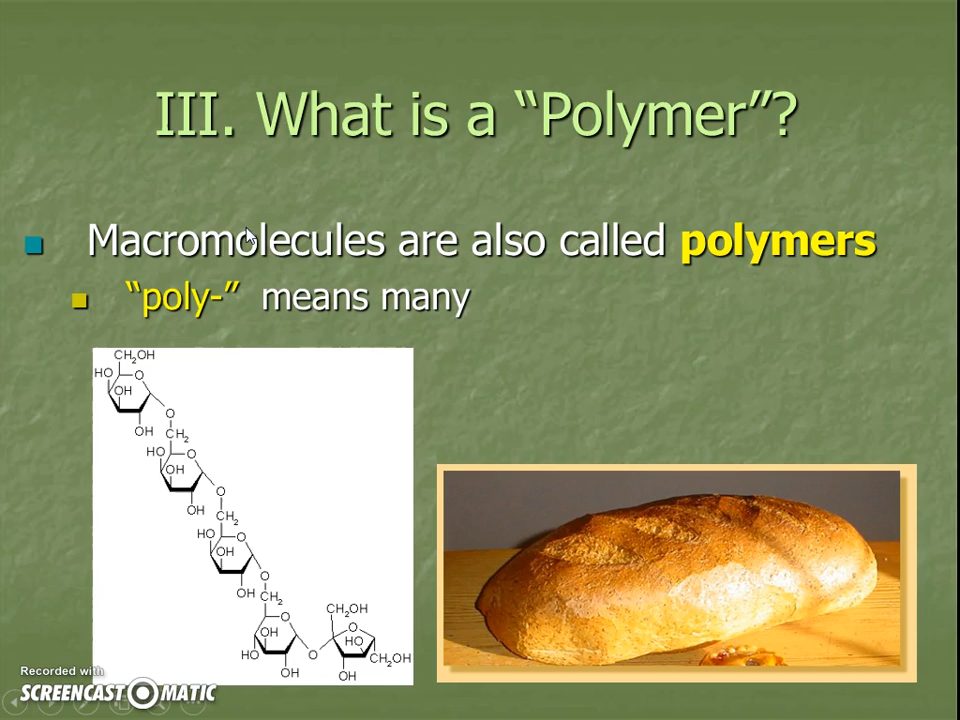 III. What is a “Polymer”?
Macromolecules are also called polymers
“poly-” means many
CH2OH
HO
O
OH
O
OH
CH2
HO
O
OH
O
OH
CH2
HO
O
OH
O
OH
CH2
O
CH2OH
OH
O
HO
HO
O
CH2OH
OH
OH
Recorded with
SCREENCAST MATIC